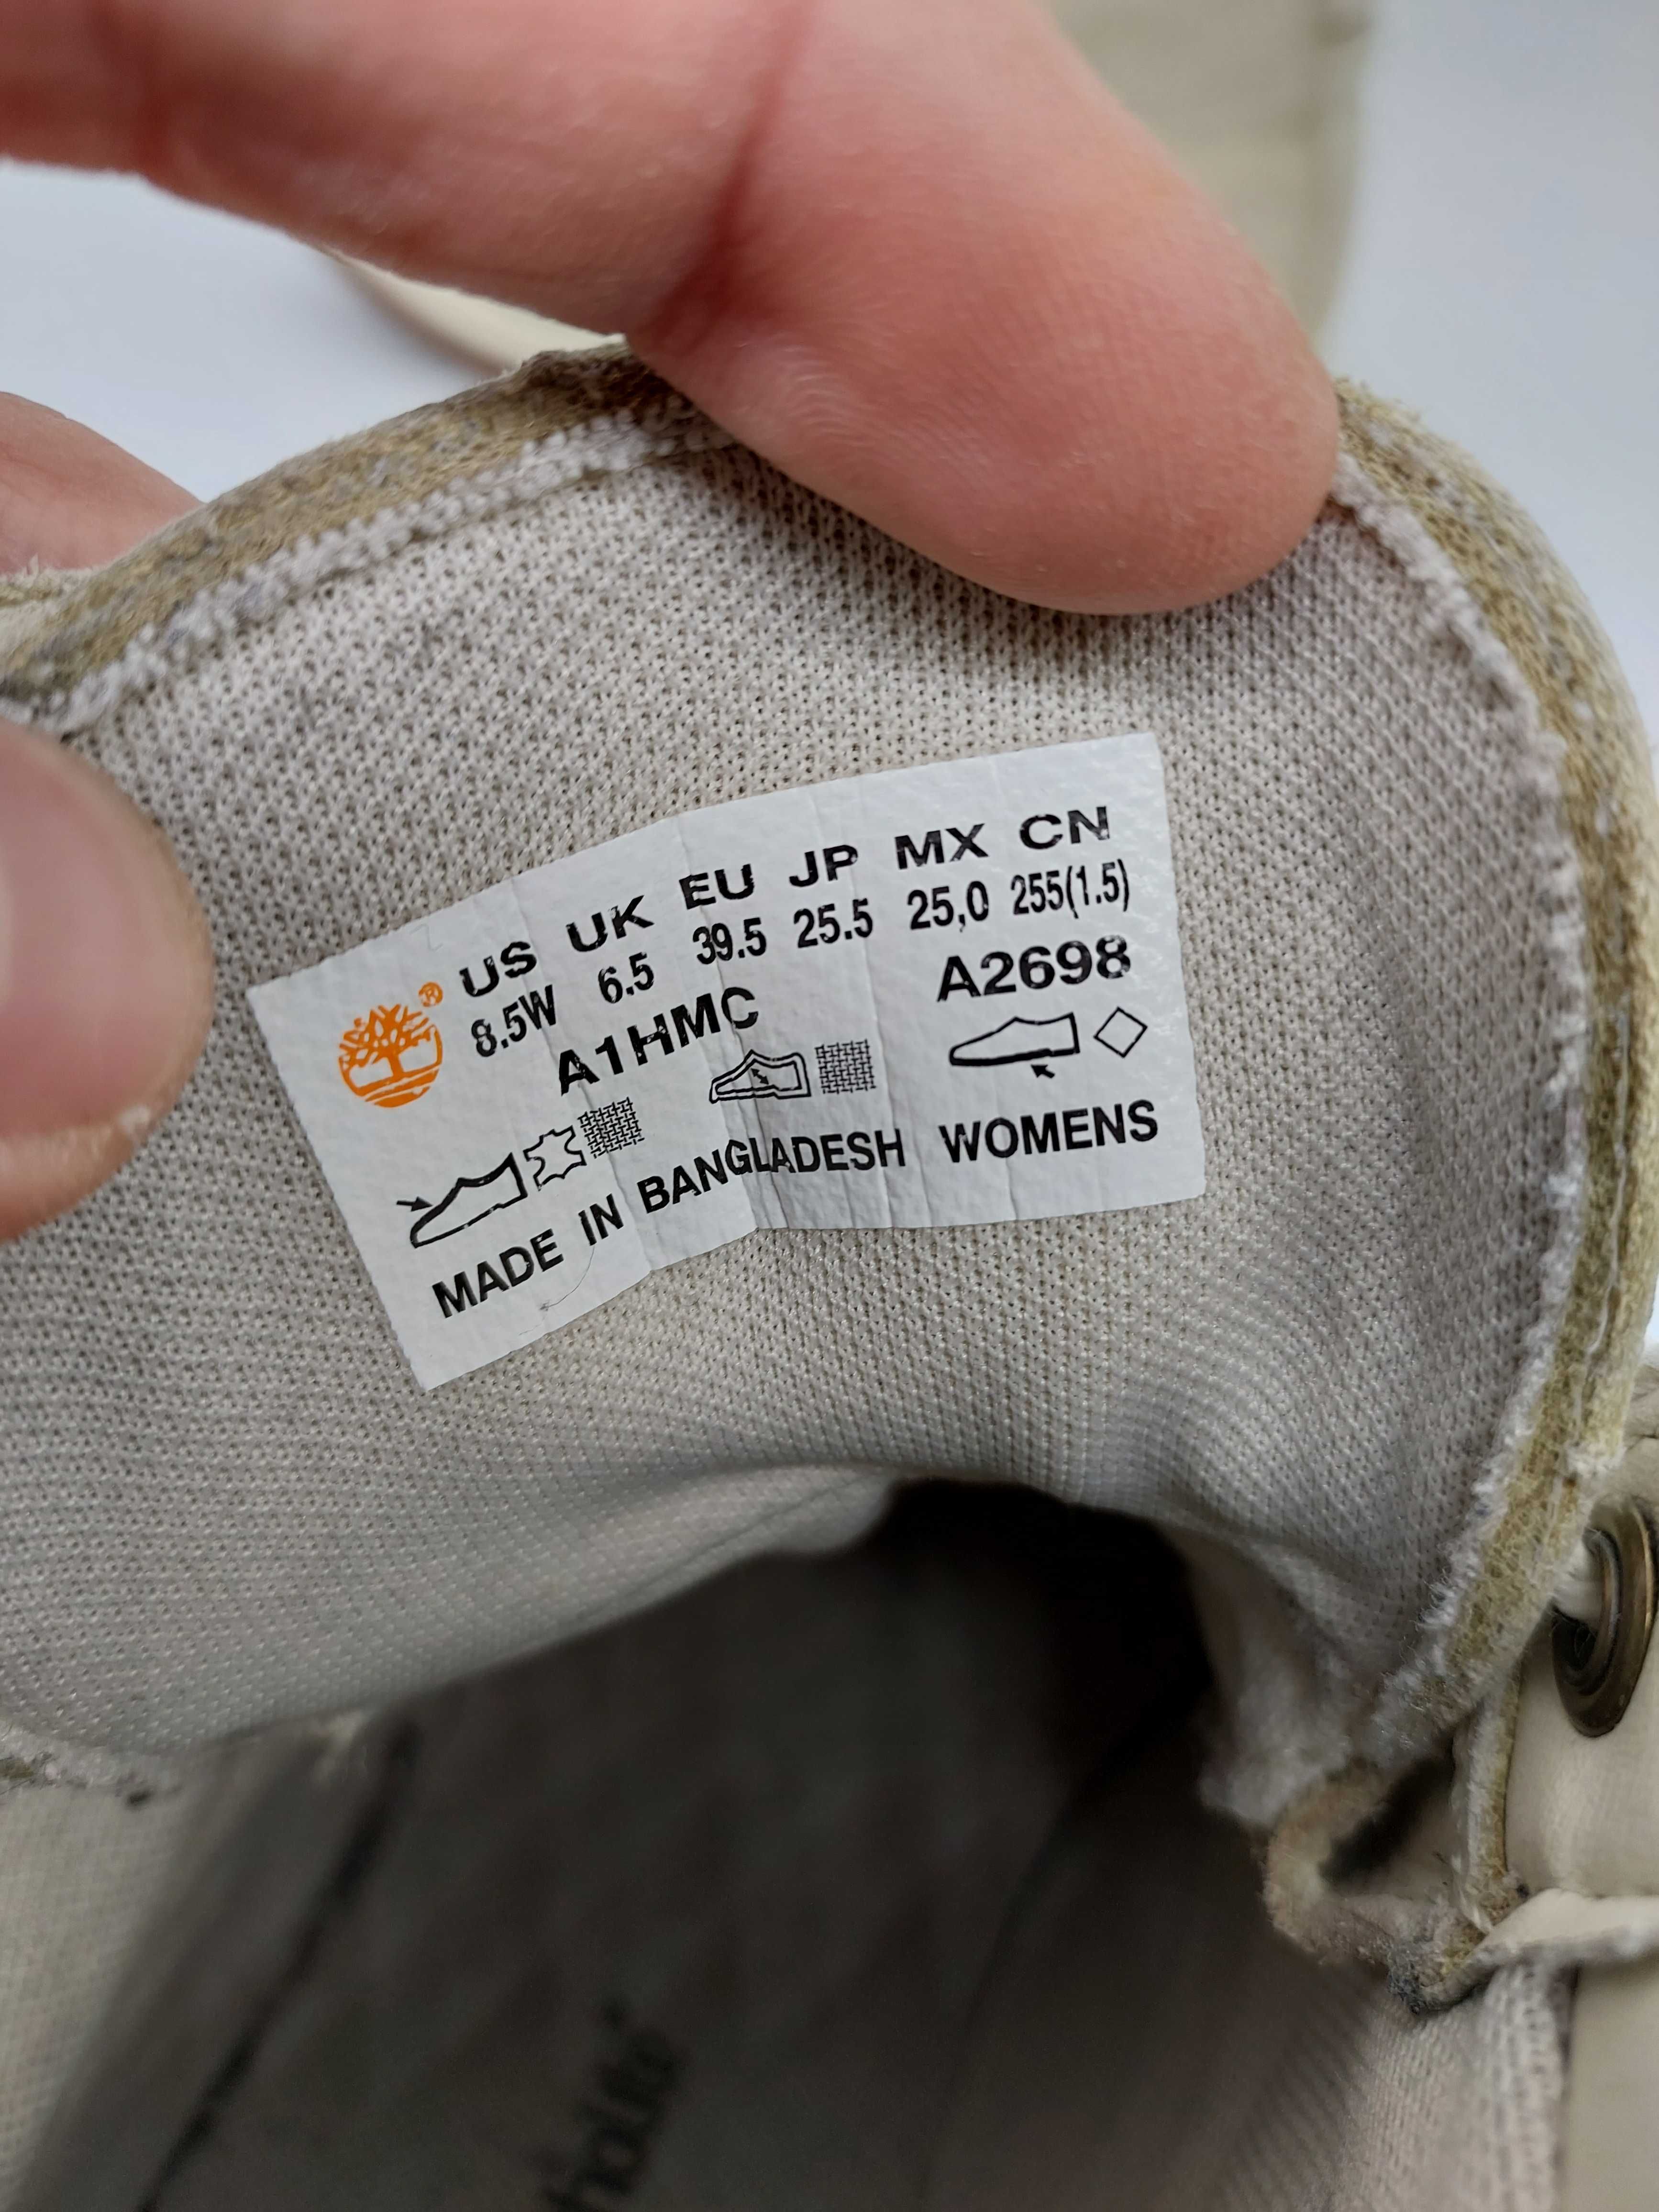 US UK EU JP MX CN
8.5W 6.5 39.5 25.5 25,0 255(1.5)
A1HMC A2698
MADE IN BANGLADESH WOMENS
®